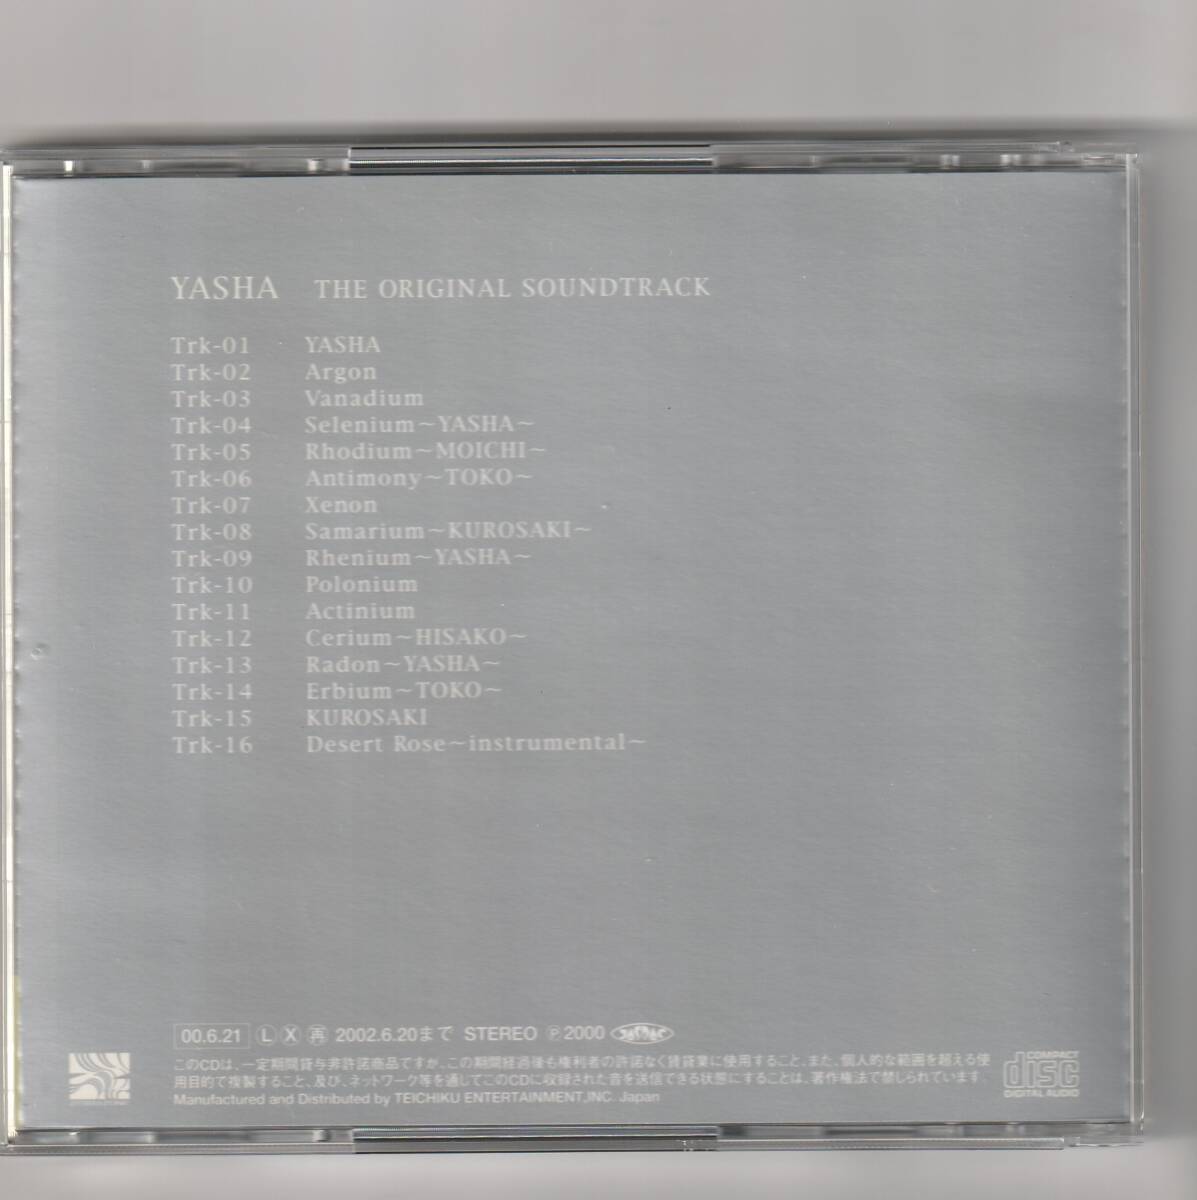 YASHA THE ORIGINAL SOUNDTRACK
Trk-01 YASHA
Trk-02 Argon
Trk-03 Vanadium
Trk-04 Selenium~YASHA~
Trk-05 Rhodium~MOICHI~
Trk-06 Antimony~TOKO~
Trk-07 Xenon
Trk-08 Samarium~KUROSAKI~
Trk-09 Rhenium~YASHA~
Trk-10 Polonium
Trk-11 Actinium
Trk-12 Cerium~HISAKO~
Trk-13 Radon~YASHA~
Trk-14 Erbium~TOKO~
Trk-15 KUROSAKI
Trk-16 Desert Rose~instrumental~
00.6.21 Ⓛ Ⓧ 再 2002.6.20まで STEREO ℗2000 JASRAC
このCDは、一定期間貸与非許諾商品ですが、この期間経過後も権利者の許諾なく賃貸業に使用すること、また、個人的な範囲を超える使
用目的で複製すること、及び、ネットワーク等を通じてこのCDに収録された音を送信できる状態にすることは、著作権法で禁じられています
Manufactured and Distributed by TEICHIKU ENTERTAINMENT,INC. Japan
COMPACT
disc
DIGITAL AUDIO